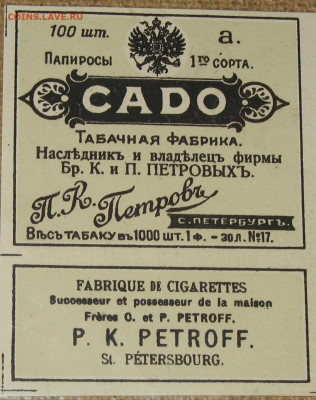 COINS.LAVE.RU
100 шт.
а.
Папиросы
1го сорта.
CADO
Табачная фабрика.
Наслѣдникъ и владѣлецъ фирмы
Бр. К. и П. ПЕТРОВЫХЪ.
П. К. Петровъ
С. ПЕТЕРБУРГЪ.
Вѣсъ табаку въ 1000 шт. 1 ф. – зол. №17.
FABRIQUE DE CIGARETTES
Successeur et possesseur de la maison
Frères C. et P. PETROFF.
P. K. PETROFF.
St. PÉTERSBOURG.